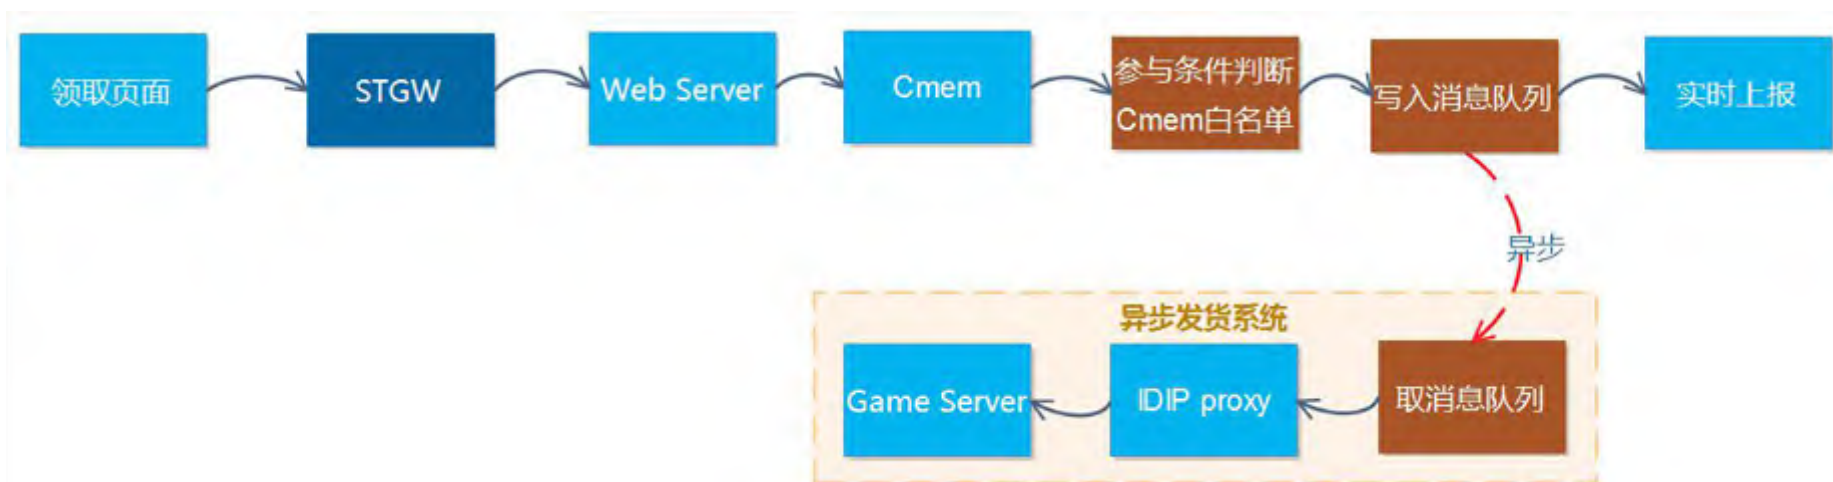 领取页面
STGW
Web Server
Cmem
参与条件判断
Cmem白名单
写入消息队列
实时上报
异步
异步发货系统
Game Server
IDIP proxy
取消息队列